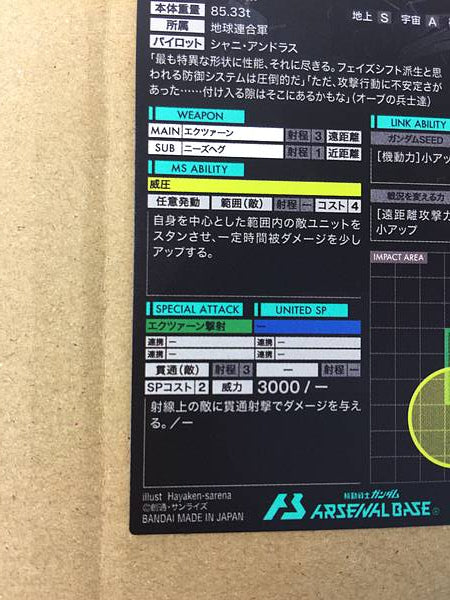 本体重量 85.33t
地上 S 宇宙 A
所属 地球連合軍
パイロット シャニ・アンドラス
「最も特異な形状に性能、それに尽きる。フェイズシフト派生と思
われる防御システムは圧倒的だ」「ただ、攻撃行動に不安定さが
あった……付け入る隙はそこにあるかもな」(オーブの兵士達)
WEAPON
MAIN エクツァーン 射程 3 遠距離
SUB ニーズヘグ 射程 1 近距離
MS ABILITY
威圧
任意発動 範囲(敵) 射程 ー コスト 4
自身を中心とした範囲内の敵ユニットを
スタンさせ、一定時間被ダメージを少し
アップする。
LINK ABILITY
ガンダムSEED
[機動力]小アッ
戦況を変える力
[遠距離攻撃力
小アップ
IMPACT AREA
SPECIAL ATTACK
UNITED SP
エクツァーン撃射 ー
連携 ー 連携 ー
連携 ー 連携 ー
貫通(敵) 射程 3 ー 射程 ー
SPコスト 2 威力 3000/ー
射線上の敵に貫通射撃でダメージを与え
る。/ー
illust Hayaken-sarena
©創通・サンライズ
BANDAI MADE IN JAPAN
機動戦士ガンダム
ARSENAL BASE